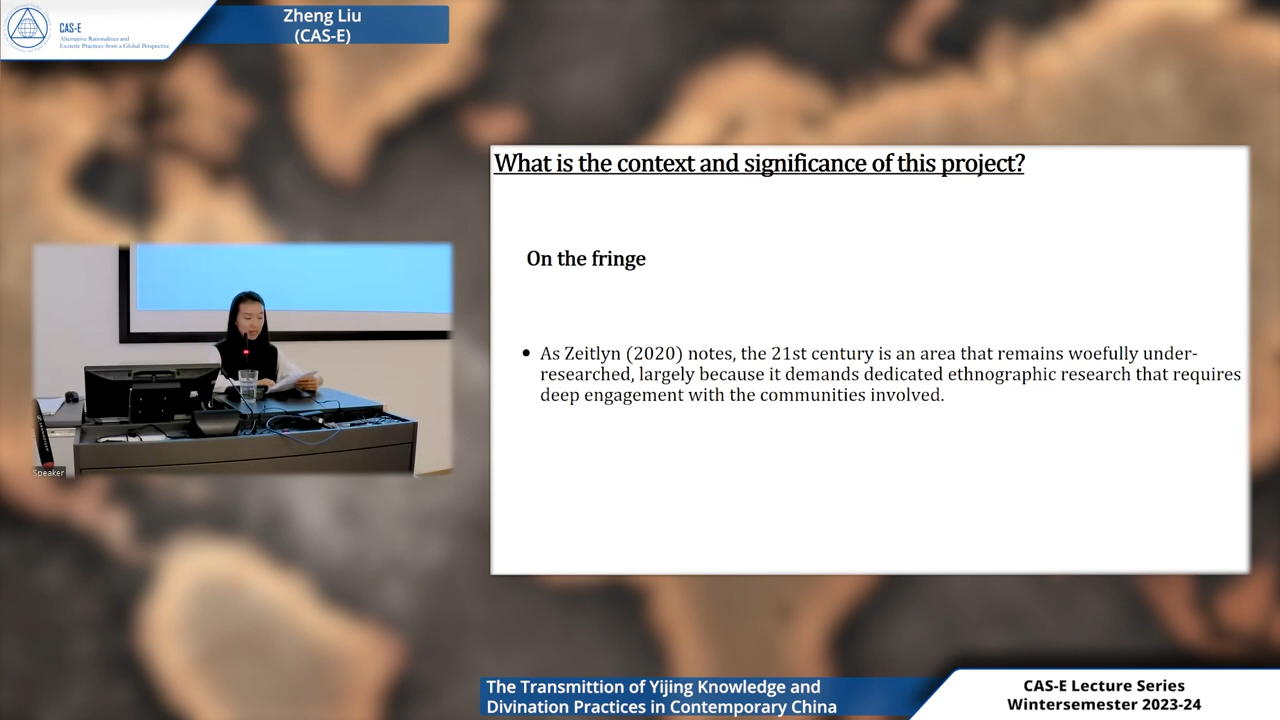 CAS-E
Alternative Rationalities and
Esoteric Practices from a Global Perspective
Zheng Liu
(CAS-E)
What is the context and significance of this project?
On the fringe
• As Zeitlyn (2020) notes, the 21st century is an area that remains woefully under-
researched, largely because it demands dedicated ethnographic research that requires
deep engagement with the communities involved.
Speaker
The Transmittion of Yijing Knowledge and
Divination Practices in Contemporary China
CAS-E Lecture Series
Wintersemester 2023-24